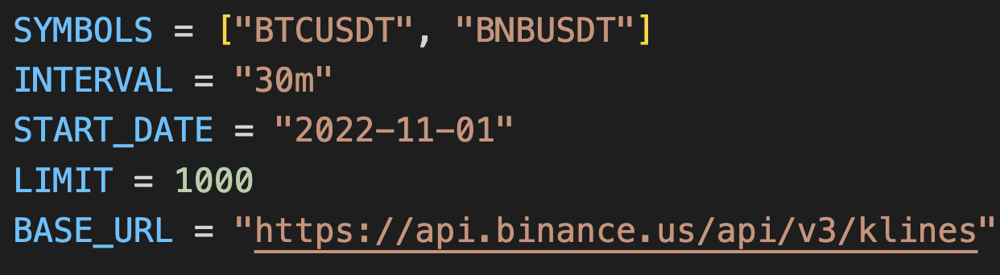 SYMBOLS = ["BTCUSDT", "BNBUSDT"]
INTERVAL = "30m"
START_DATE = "2022-11-01"
LIMIT = 1000
BASE_URL = "https://api.binance.us/api/v3/klines"